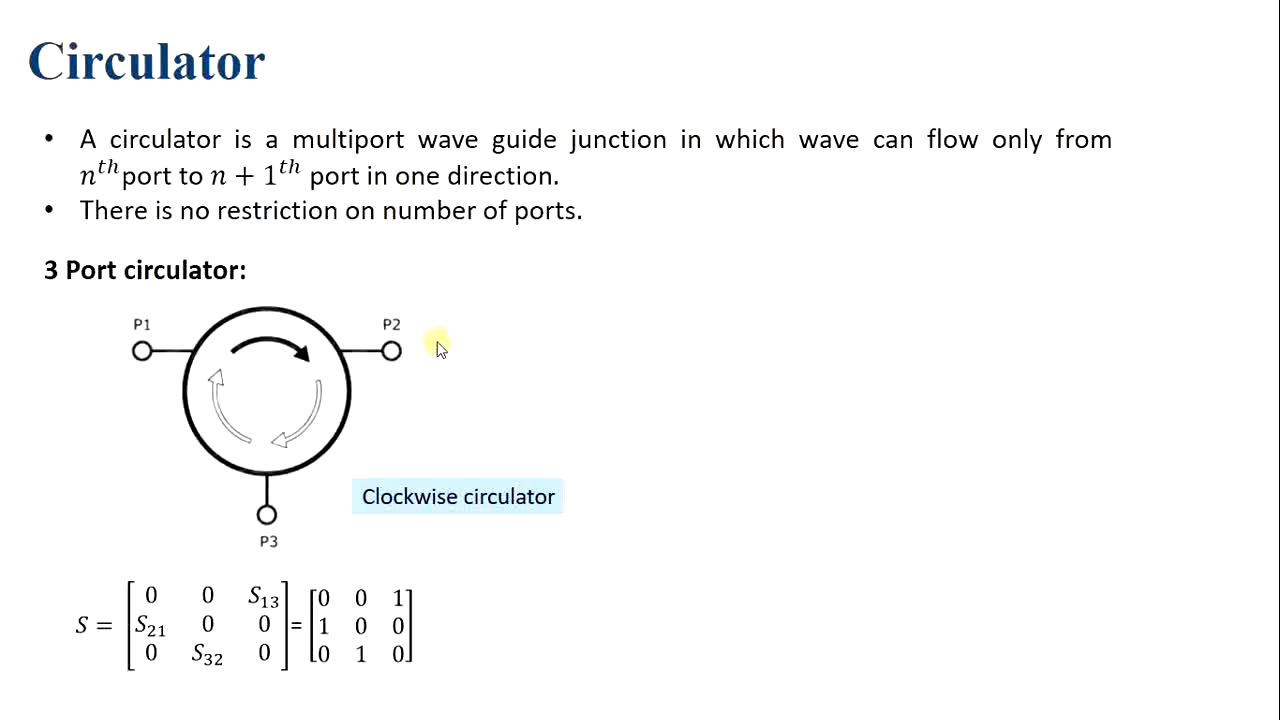 Circulator
• A circulator is a multiport wave guide junction in which wave can flow only from
nᵗʰ port to n + 1ᵗʰ port in one direction.
• There is no restriction on number of ports.
3 Port circulator:
P1
P2
Clockwise circulator
P3
S = [0 0 S₁₃; S₂₁ 0 0; 0 S₃₂ 0] = [0 0 1; 1 0 0; 0 1 0]